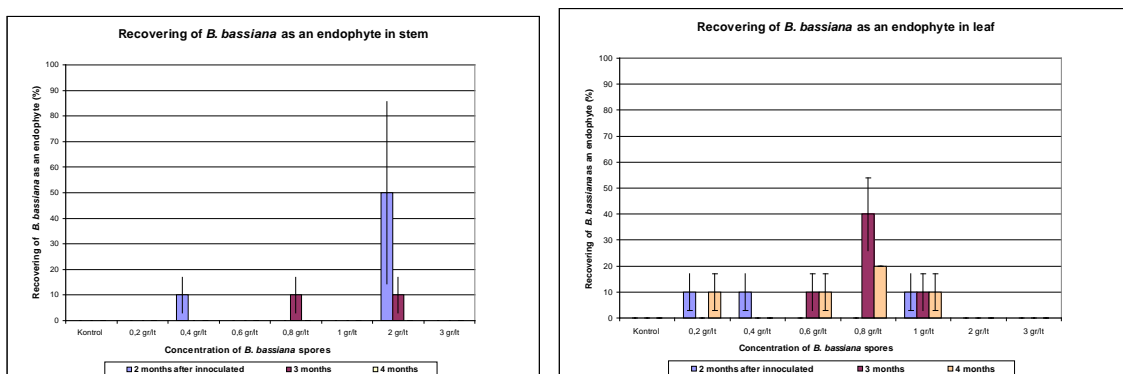 Recovering of B. bassiana as an endophyte in stem
Recovering of B. bassiana as an endophyte (%)
100
90
80
70
60
50
40
30
20
10
0
Kontrol 0,2 gr/lt 0,4 gr/lt 0,6 gr/lt 0,8 gr/lt 1 gr/lt 2 gr/lt 3 gr/lt
Concentration of B. bassiana spores
2 months after innoculated 3 months 4 months
Recovering of B. bassiana as an endophyte in leaf
Recovering of B. bassiana as an endophyte (%)
100
90
80
70
60
50
40
30
20
10
0
Kontrol 0,2 gr/lt 0,4 gr/lt 0,6 gr/lt 0,8 gr/lt 1 gr/lt 2 gr/lt 3 gr/lt
Concentration of B. bassiana spores
2 months after innoculated 3 months 4 months